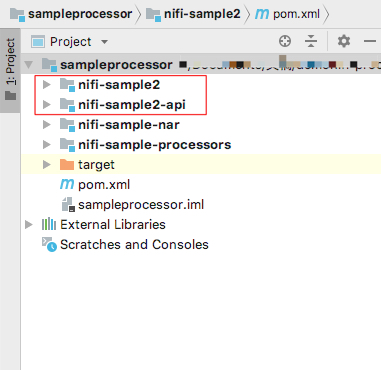 sampleprocessor nifi-sample2 pom.xml
Project
1: Project
sampleprocessor
nifi-sample2
nifi-sample2-api
nifi-sample-nar
nifi-sample-processors
target
pom.xml
sampleprocessor.iml
External Libraries
Scratches and Consoles